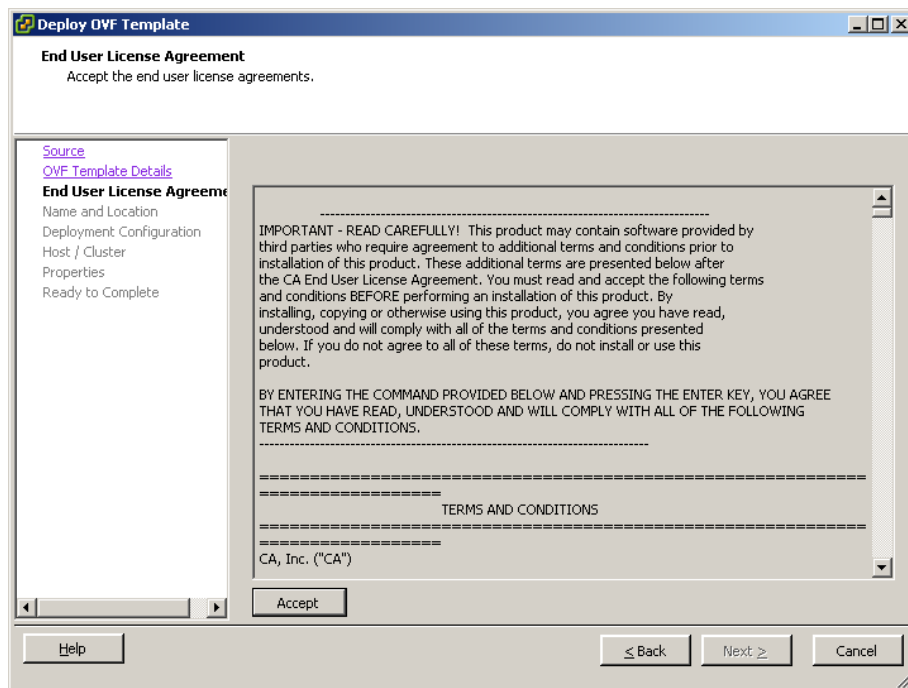 Deploy OVF Template
End User License Agreement
Accept the end user license agreements.
Source
OVF Template Details
End User License Agreeme
Name and Location
Deployment Configuration
Host / Cluster
Properties
Ready to Complete
--------------------------------------------------------------------------------
IMPORTANT - READ CAREFULLY!  This product may contain software provided by
third parties who require agreement to additional terms and conditions prior to
installation of this product. These additional terms are presented below after
the CA End User License Agreement. You must read and accept the following terms
and conditions BEFORE performing an installation of this product. By
installing, copying or otherwise using this product, you agree you have read,
understood and will comply with all of the terms and conditions presented
below. If you do not agree to all of these terms, do not install or use this
product.
BY ENTERING THE COMMAND PROVIDED BELOW AND PRESSING THE ENTER KEY, YOU AGREE
THAT YOU HAVE READ, UNDERSTOOD AND WILL COMPLY WITH ALL OF THE FOLLOWING
TERMS AND CONDITIONS.
--------------------------------------------------------------------------------
==============================================================
==================
TERMS AND CONDITIONS
==============================================================
==================
CA, Inc. ("CA")
Accept
Help
< Back
Next >
Cancel